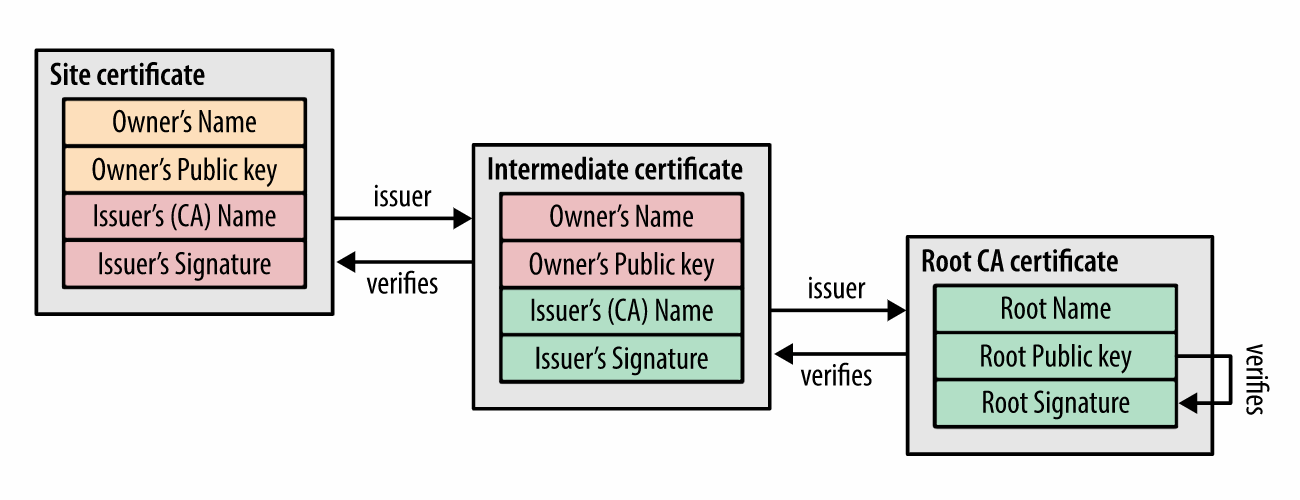 Site certificate
Owner’s Name
Owner’s Public key
Issuer’s (CA) Name
Issuer’s Signature
issuer
verifies
Intermediate certificate
Owner’s Name
Owner’s Public key
Issuer’s (CA) Name
Issuer’s Signature
issuer
verifies
Root CA certificate
Root Name
Root Public key
Root Signature
verifies